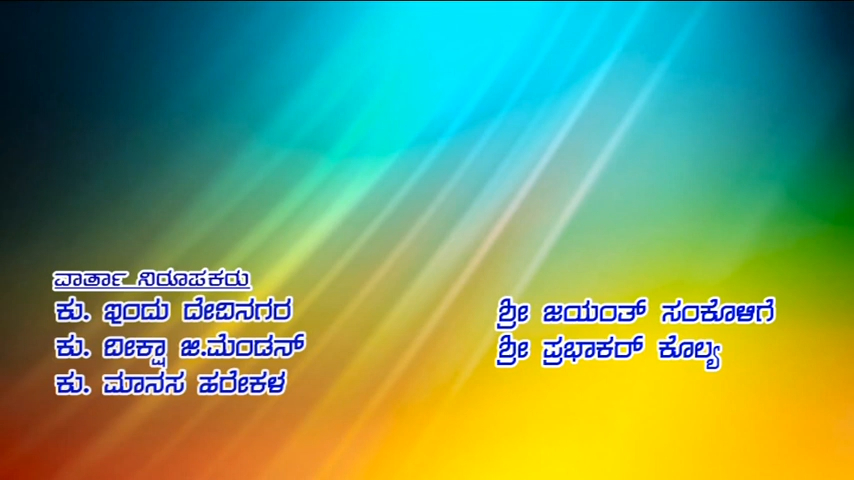 ವಾರ್ತಾ ನಿರೂಪಕರು
ಕು. ಇಂದು ದೇವಿನಗರ
ಕು. ದೀಕ್ಷಾ ಜಿ.ಮೆಂಡನ್
ಕು. ಮಾನಸ ಹರೇಕಳ
ಶ್ರೀ ಜಯಂತ್ ಸಂಕೊಳಿಗೆ
ಶ್ರೀ ಪ್ರಭಾಕರ್ ಕೊಲ್ಯ